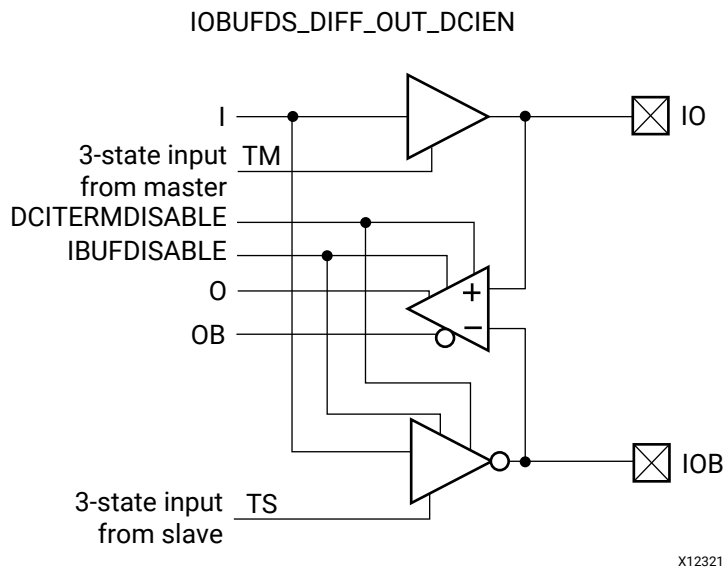 IOBUFDS_DIFF_OUT_DCIEN
I
IO
3-state input TM
from master
DCITERMDISABLE
IBUFDISABLE
O
+
OB
−
IOB
3-state input TS
from slave
X12321